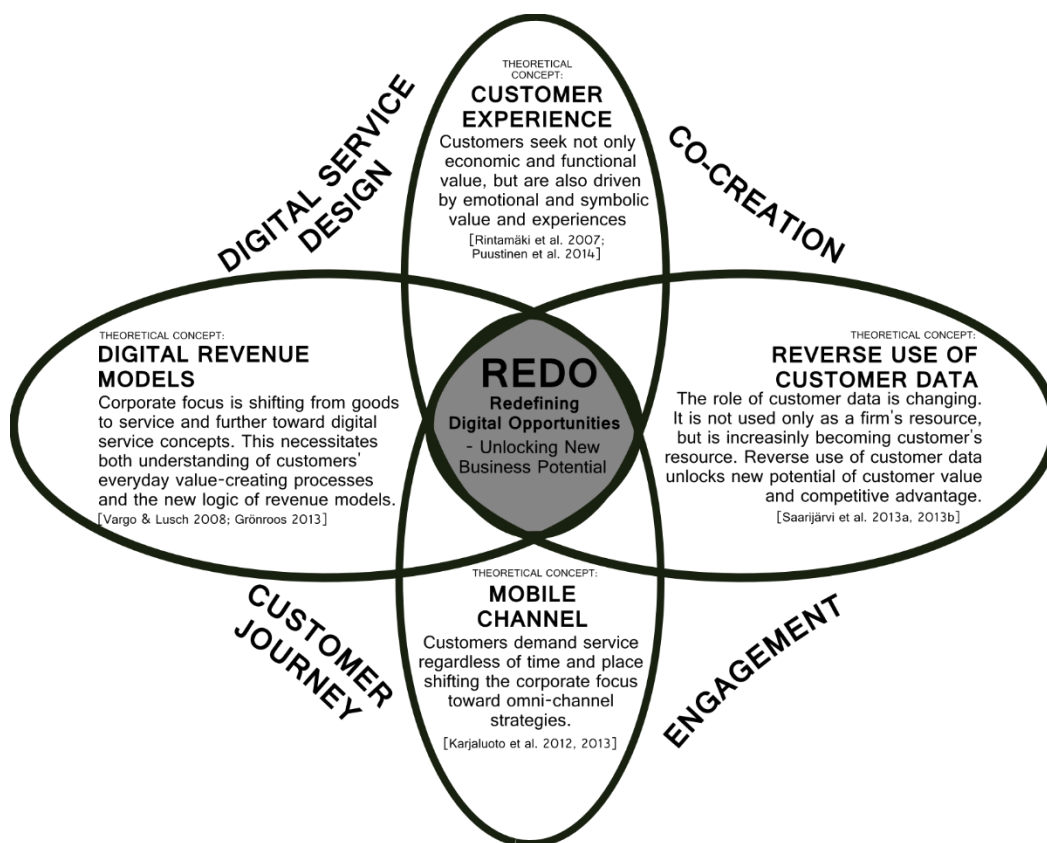 THEORETICAL
CONCEPT:
CUSTOMER
EXPERIENCE
Customers seek not only
economic and functional
value, but are also driven
by emotional and symbolic
value and experiences
[Rintamäki et al. 2007;
Puustinen et al. 2014]
DIGITAL SERVICE
DESIGN
CO-CREATION
THEORETICAL CONCEPT:
DIGITAL REVENUE
MODELS
Corporate focus is shifting from goods
to service and further toward digital
service concepts. This necessitates
both understanding of customers'
everyday value-creating processes
and the new logic of revenue models.
[Vargo & Lusch 2008; Grönroos 2013]
REDO
Redefining
Digital Opportunities
- Unlocking New
Business Potential
THEORETICAL CONCEPT:
REVERSE USE OF
CUSTOMER DATA
The role of customer data is changing.
It is not used only as a firm's resource,
but is increasinly becoming customer's
resource. Reverse use of customer data
unlocks new potential of customer value
and competitive advantage.
[Saarijärvi et al. 2013a, 2013b]
THEORETICAL CONCEPT:
MOBILE
CHANNEL
Customers demand service
regardless of time and place
shifting the corporate focus
toward omni-channel
strategies.
[Karjaluoto et al. 2012, 2013]
CUSTOMER
JOURNEY
ENGAGEMENT